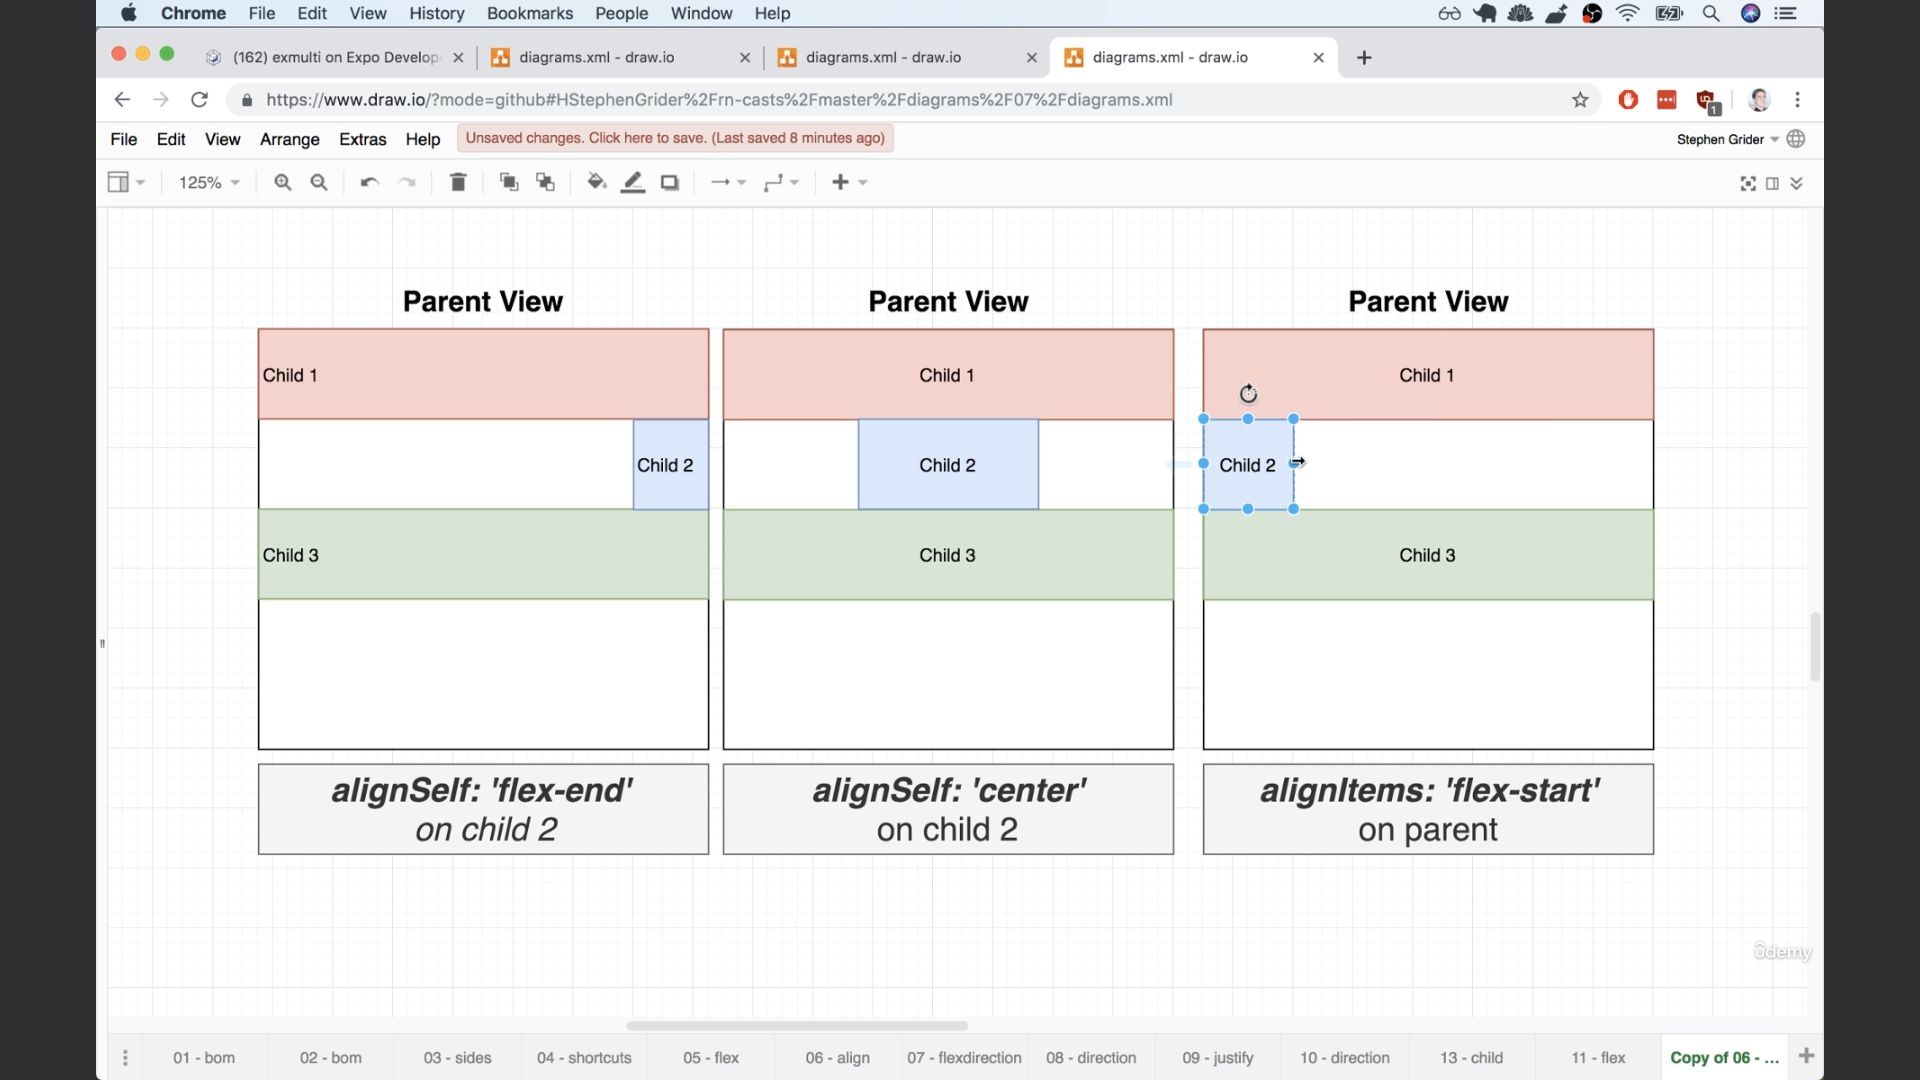 Chrome File Edit View History Bookmarks People Window Help
(162) exmulti on Expo Develop diagrams.xml - draw.io diagrams.xml - draw.io diagrams.xml - draw.io
https://www.draw.io/?mode=github#HStephenGrider%2Frn-casts%2Fmaster%2Fdiagrams%2F07%2Fdiagrams.xml 1
File Edit View Arrange Extras Help Unsaved changes. Click here to save. (Last saved 8 minutes ago) Stephen Grider
125%
Parent View Parent View Parent View
Child 1 Child 1 Child 1
Child 2 Child 2 Child 2
Child 3 Child 3 Child 3
alignSelf: 'flex-end' alignSelf: 'center' alignItems: 'flex-start'
on child 2 on child 2 on parent
ûdemy
01 - bom 02 - bom 03 - sides 04 - shortcuts 05 - flex 06 - align 07 - flexdirection 08 - direction 09 - justify 10 - direction 13 - child 11 - flex Copy of 06 - ...